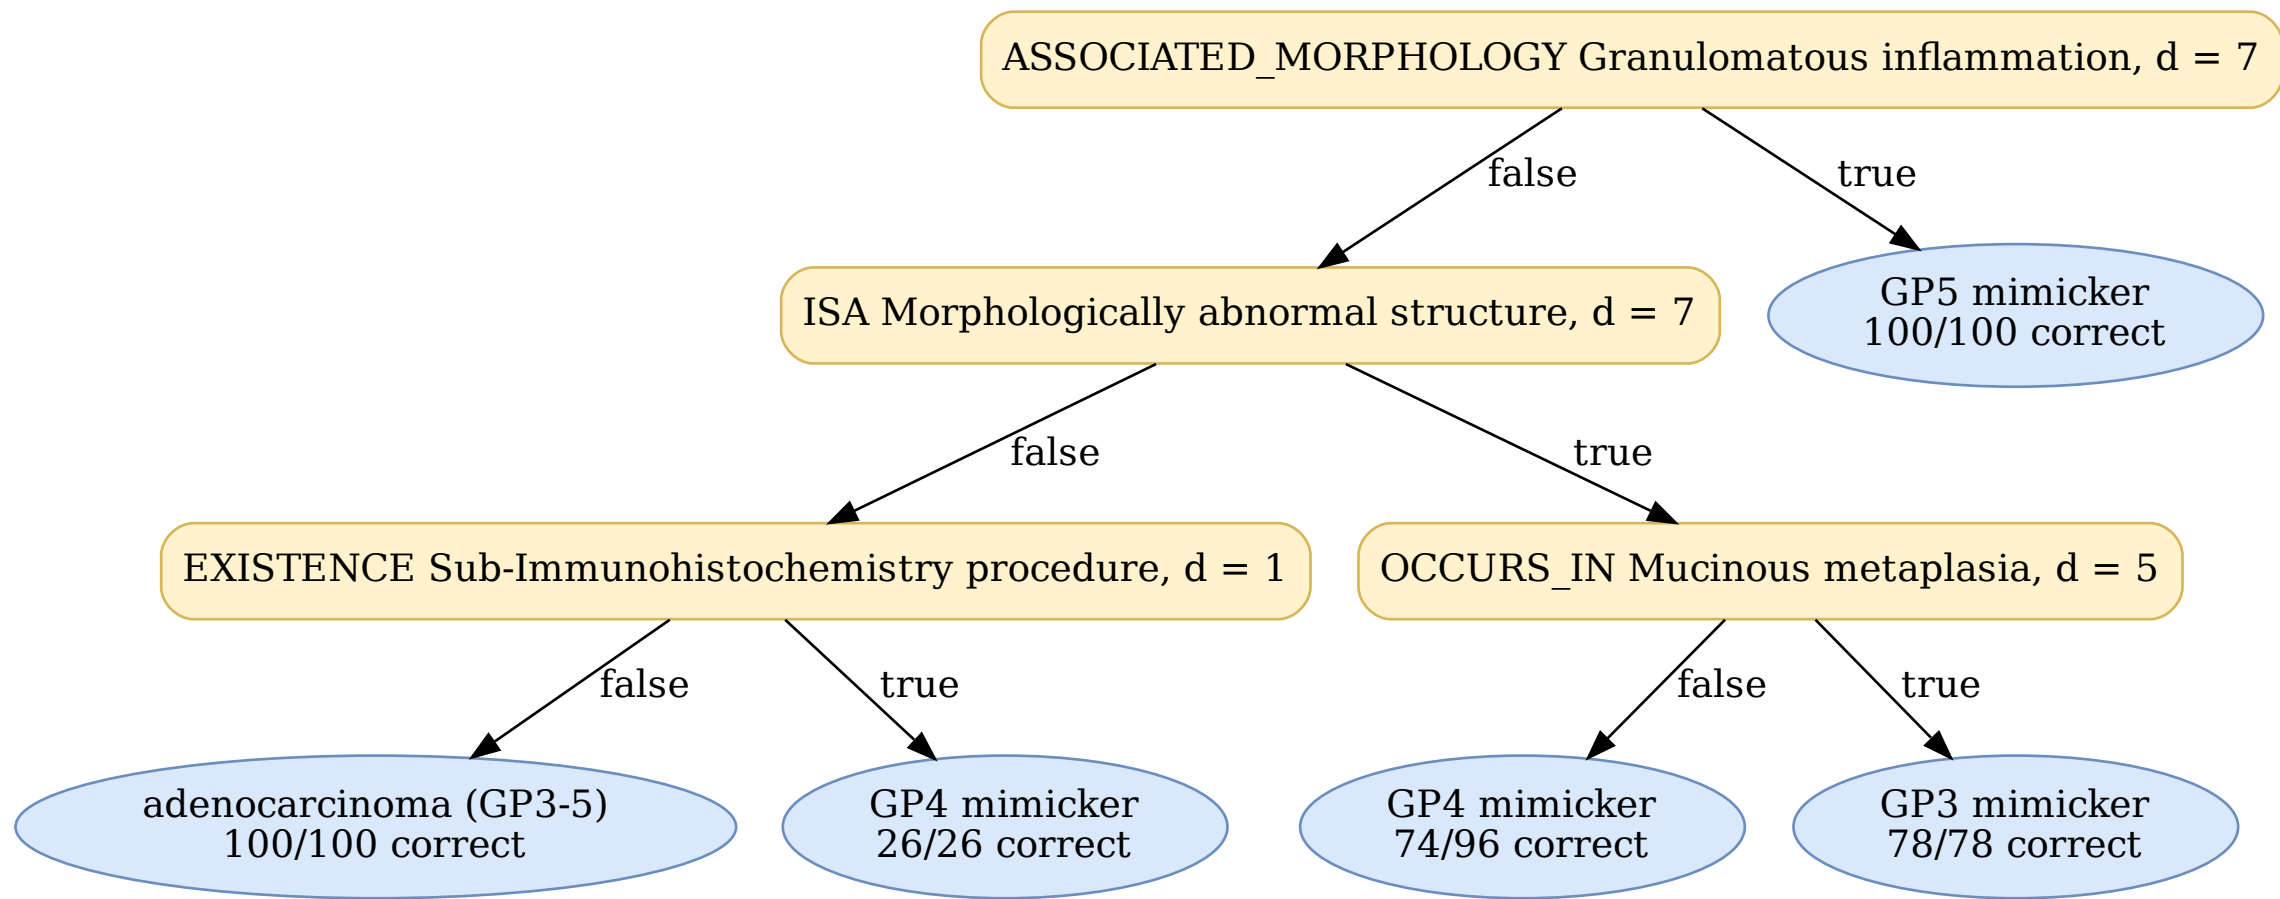 ASSOCIATED_MORPHOLOGY Granulomatous inflammation, d = 7
false
true
ISA Morphologically abnormal structure, d = 7
GP5 mimicker
100/100 correct
false
true
EXISTENCE Sub-Immunohistochemistry procedure, d = 1
OCCURS_IN Mucinous metaplasia, d = 5
false
true
false
true
adenocarcinoma (GP3-5)
100/100 correct
GP4 mimicker
26/26 correct
GP4 mimicker
74/96 correct
GP3 mimicker
78/78 correct